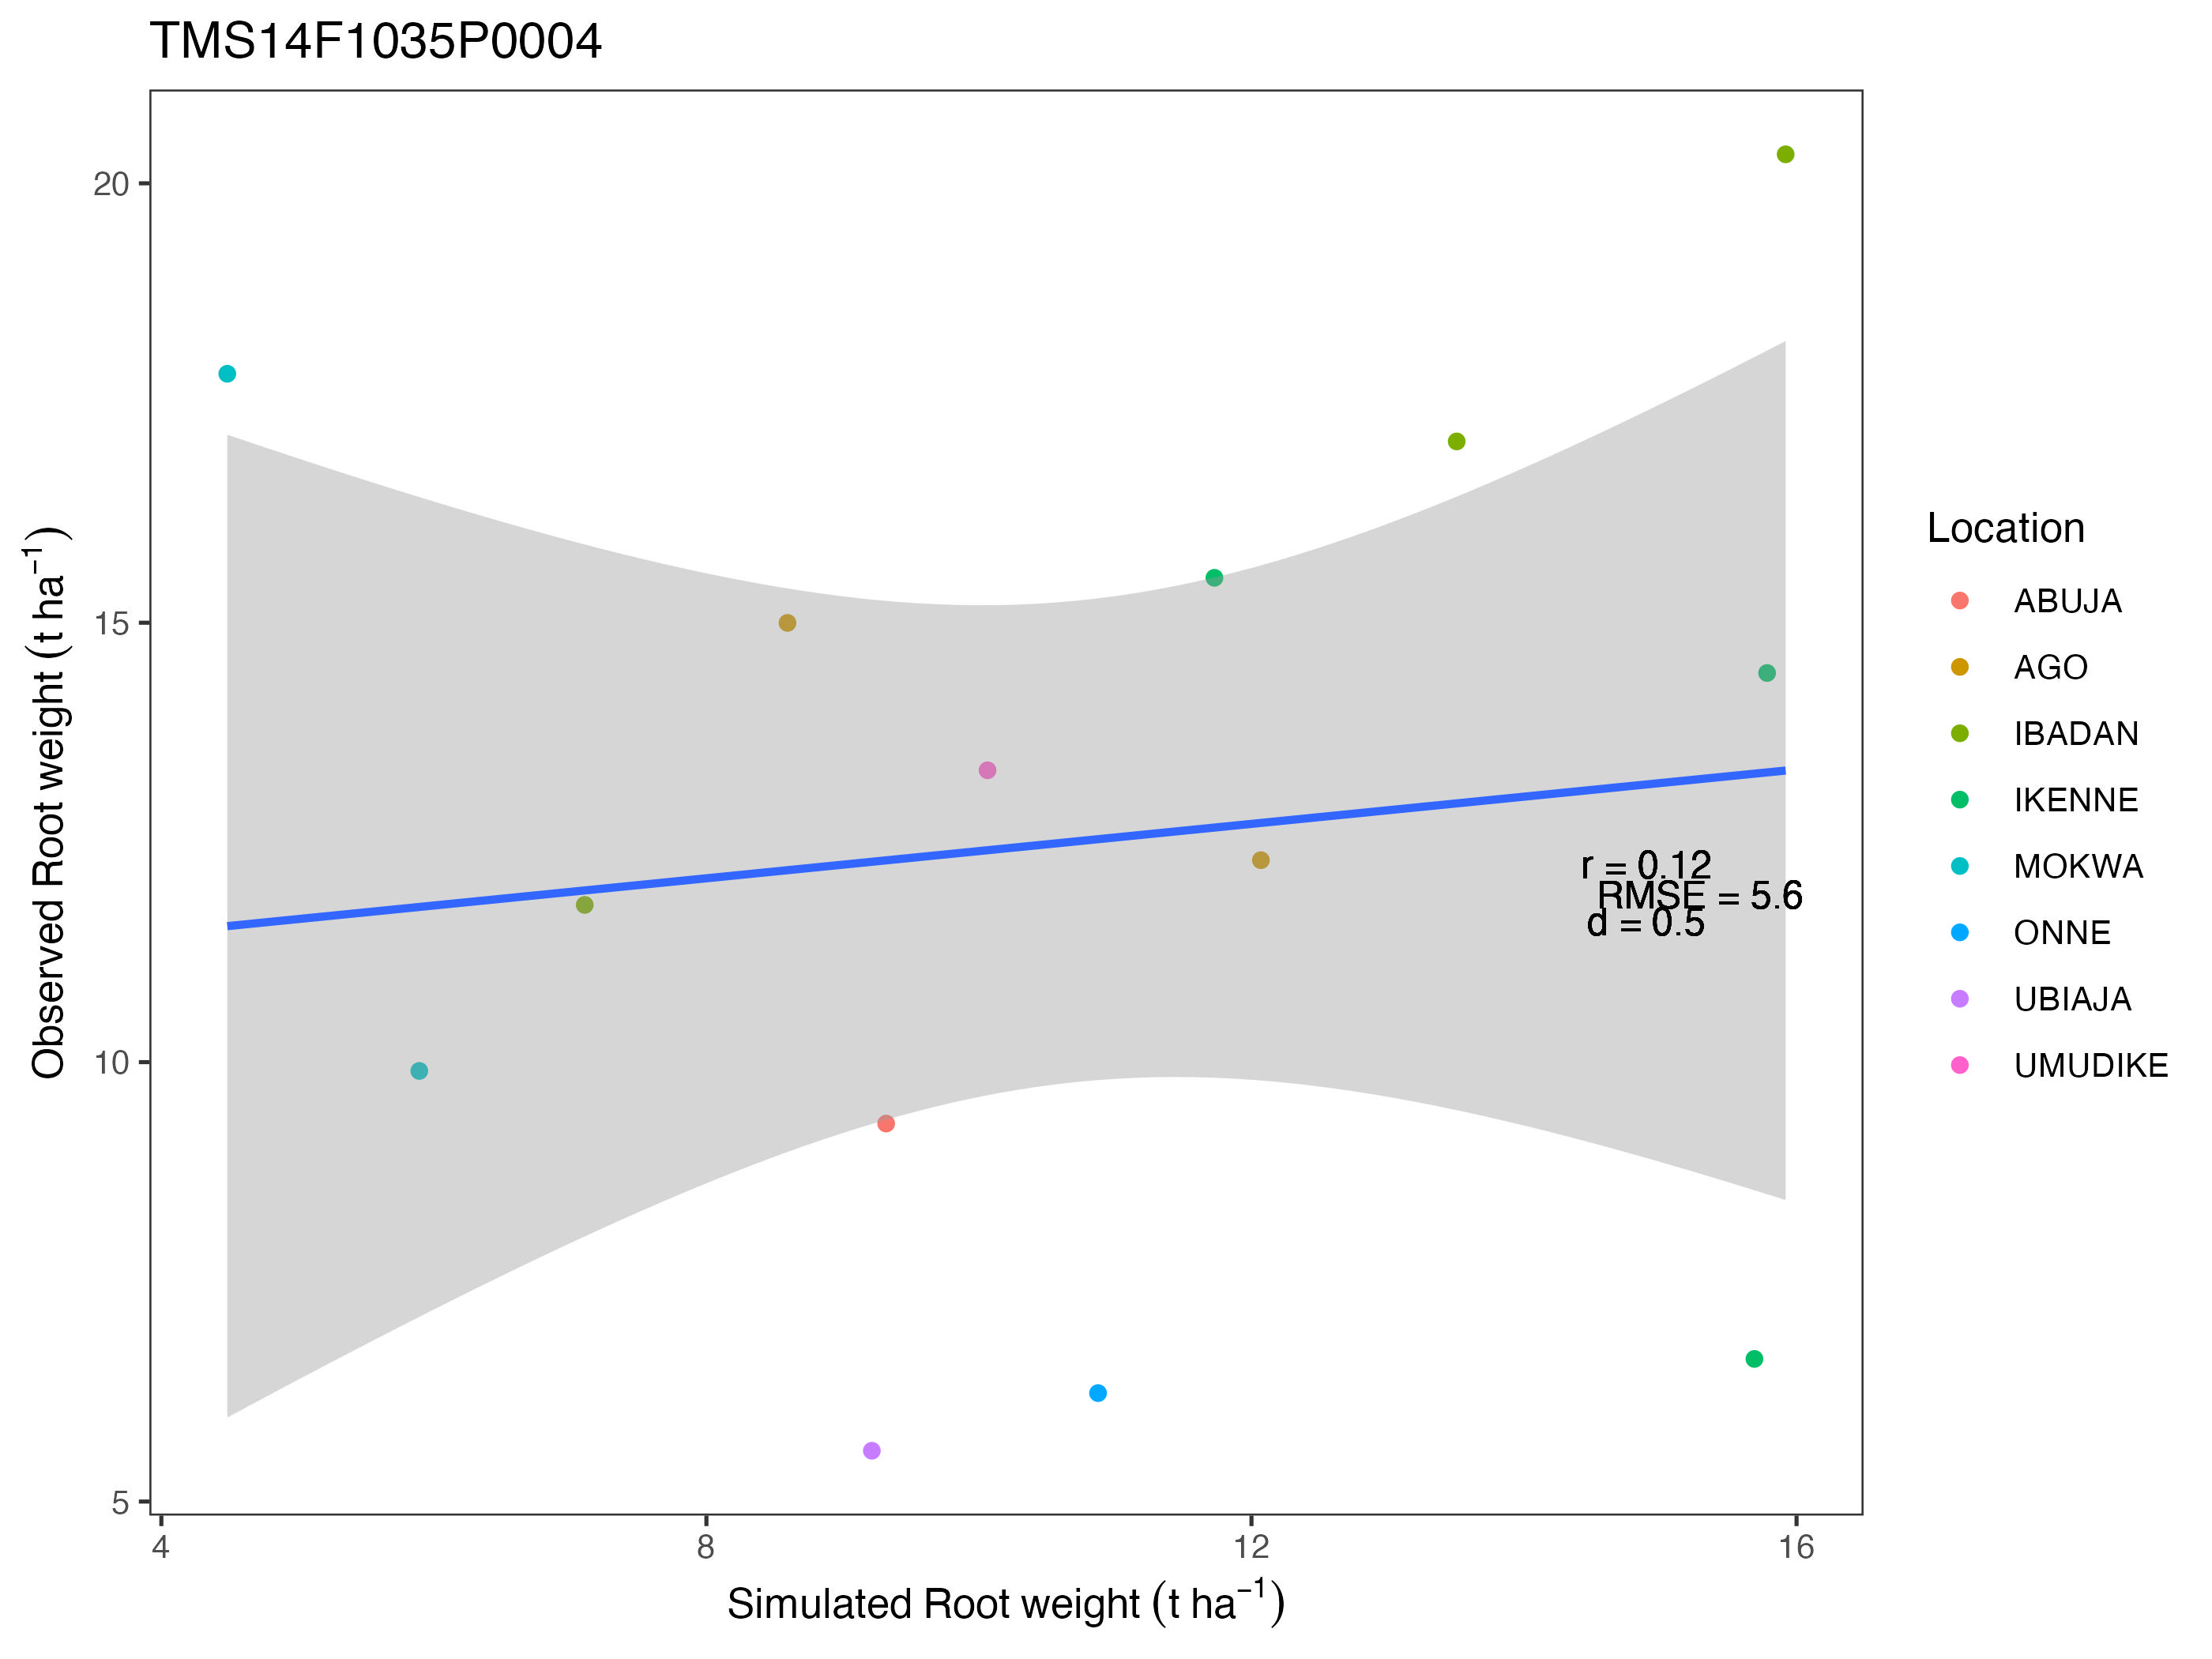 TMS14F1035P0004
Observed Root weight (t ha⁻¹)
20
15
10
5
4 8 12 16
Simulated Root weight (t ha⁻¹)
r = 0.12
RMSE = 5.6
d = 0.5
Location
ABUJA
AGO
IBADAN
IKENNE
MOKWA
ONNE
UBIAJA
UMUDIKE